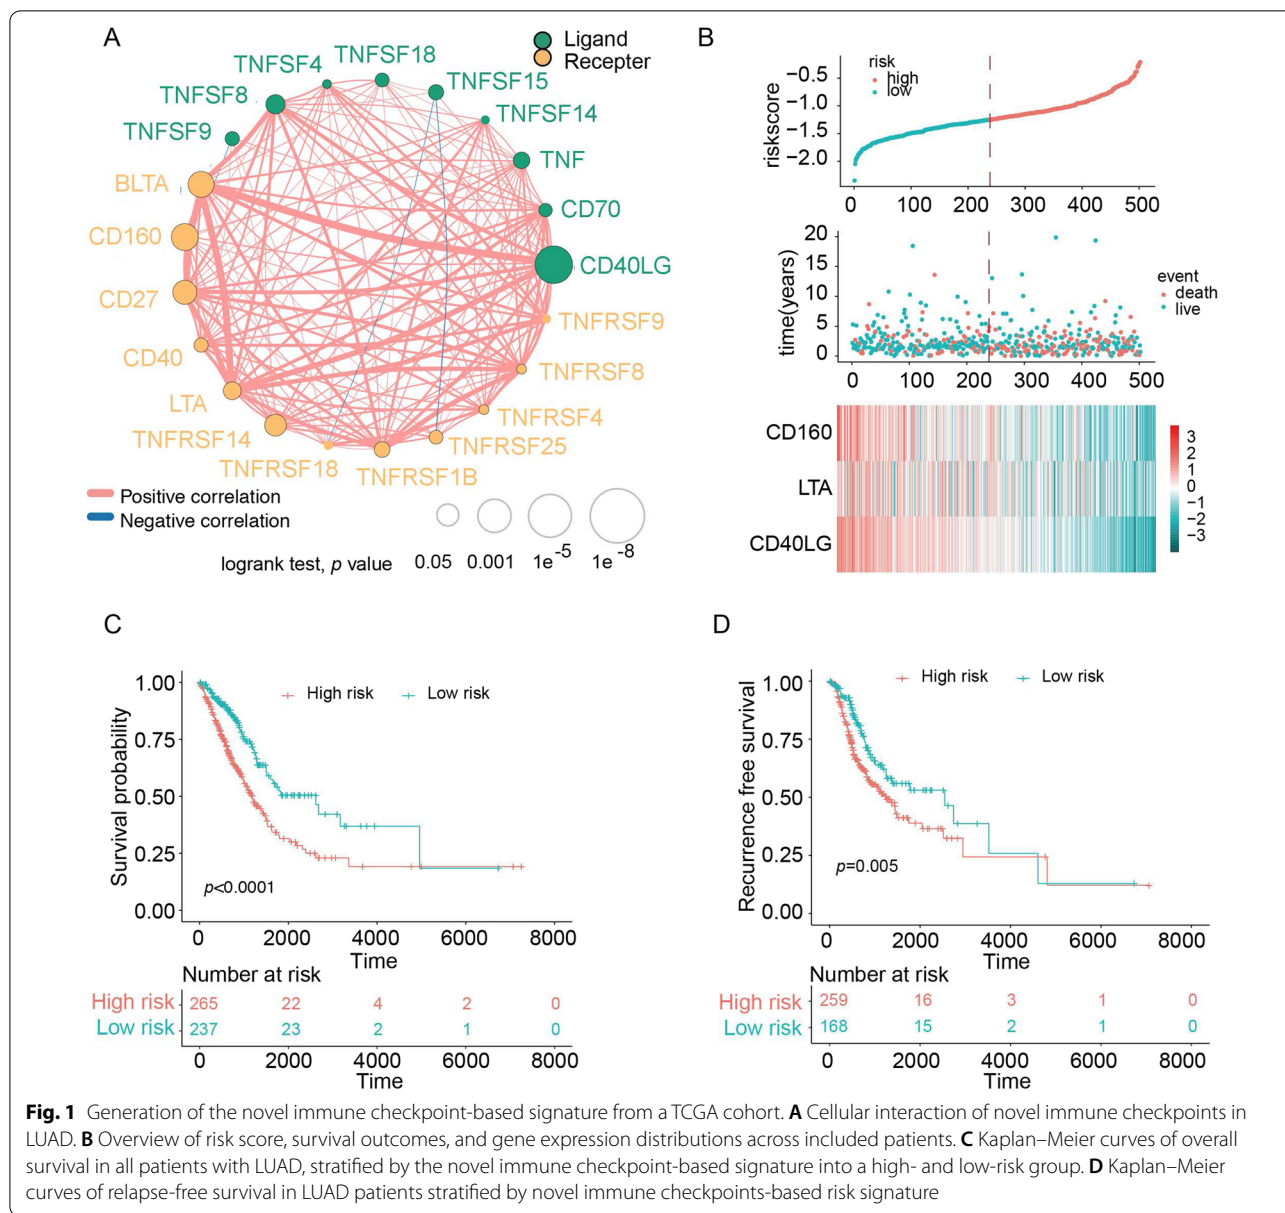 A
Ligand
Recepter
TNFSF18
TNFSF4
TNFSF15
TNFSF8
TNFSF14
TNFSF9
TNF
BLTA
CD70
CD160
CD40LG
CD27
TNFRSF9
CD40
TNFRSF8
LTA
TNFRSF4
TNFRSF14
TNFRSF25
TNFRSF18
TNFRSF1B
Positive correlation
Negative correlation
logrank test, p value
0.05 0.001 1e-5 1e-8
B
riskscore
−0.5
−1.0
−1.5
−2.0
risk
high
low
0 100 200 300 400 500
time(years)
20
15
10
5
0
event
death
live
0 100 200 300 400 500
CD160
LTA
CD40LG
3
2
1
0
−1
−2
−3
C
Survival probability
1.00
0.75
0.50
0.25
0.00
High risk Low risk
p<0.0001
0 2000 4000 6000 8000
Time
Number at risk
High risk 265 22 4 2 0
Low risk 237 23 2 1 0
0 2000 4000 6000 8000
Time
D
Recurrence free survival
1.00
0.75
0.50
0.25
0.00
High risk Low risk
p=0.005
0 2000 4000 6000 8000
Time
Number at risk
High risk 259 16 3 1 0
Low risk 168 15 2 1 0
0 2000 4000 6000 8000
Time
Fig. 1 Generation of the novel immune checkpoint-based signature from a TCGA cohort. A Cellular interaction of novel immune checkpoints in
LUAD. B Overview of risk score, survival outcomes, and gene expression distributions across included patients. C Kaplan–Meier curves of overall
survival in all patients with LUAD, stratified by the novel immune checkpoint-based signature into a high- and low-risk group. D Kaplan–Meier
curves of relapse-free survival in LUAD patients stratified by novel immune checkpoints-based risk signature